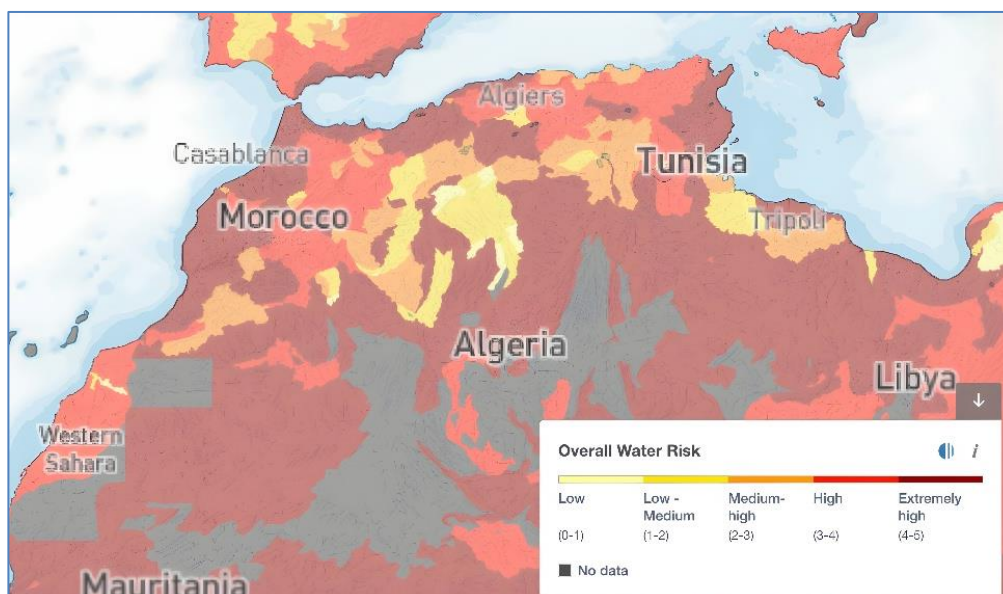 Algiers
Casablanca
Tunisia
Morocco
Tripoli
Algeria
Libya
Western
Sahara
Mauritania
Overall Water Risk
i
Low
Low -
Medium
Medium-
high
High
Extremely
high
(0-1)
(1-2)
(2-3)
(3-4)
(4-5)
No data